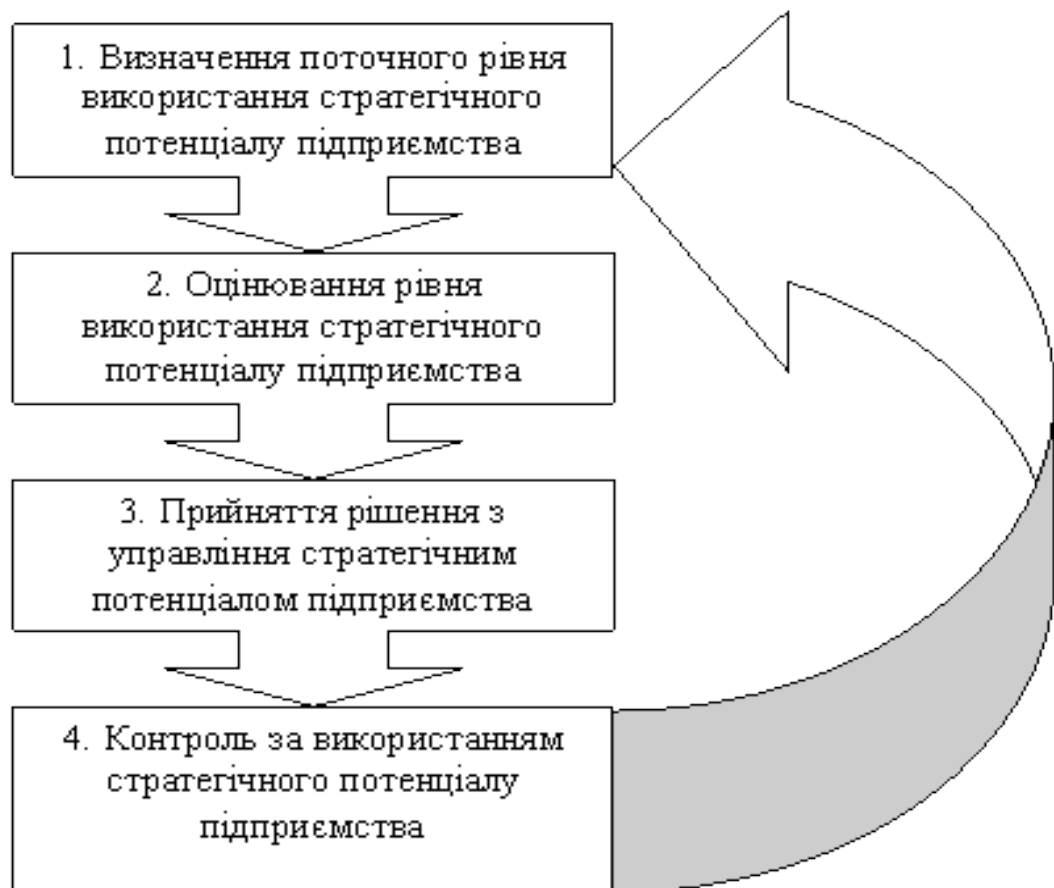 1. Визначення поточного рівня
використання стратегічного
потенціалу підприємства
2. Оцінювання рівня
використання стратегічного
потенціалу підприємства
3. Прийняття рішення з
управління стратегічним
потенціалом підприємства
4. Контроль за використанням
стратегічного потенціалу
підприємства